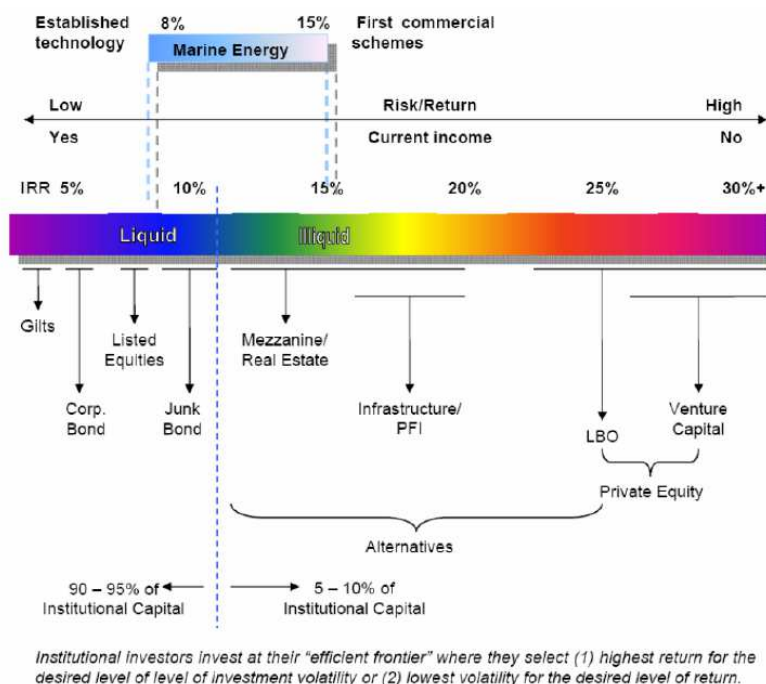 Established technology
8%
15%
First commercial schemes
Marine Energy
Low
Risk/Return
High
Yes
Current income
No
IRR 5%
10%
15%
20%
25%
30%+
Liquid
Illiquid
Gilts
Listed
Equities
Mezzanine/
Real Estate
Corp.
Bond
Junk
Bond
Infrastructure/
PFI
LBO
Venture
Capital
Private Equity
Alternatives
90 – 95% of
Institutional Capital
5 – 10% of
Institutional Capital
Institutional investors invest at their "efficient frontier" where they select (1) highest return for the
desired level of level of investment volatility or (2) lowest volatility for the desired level of return.